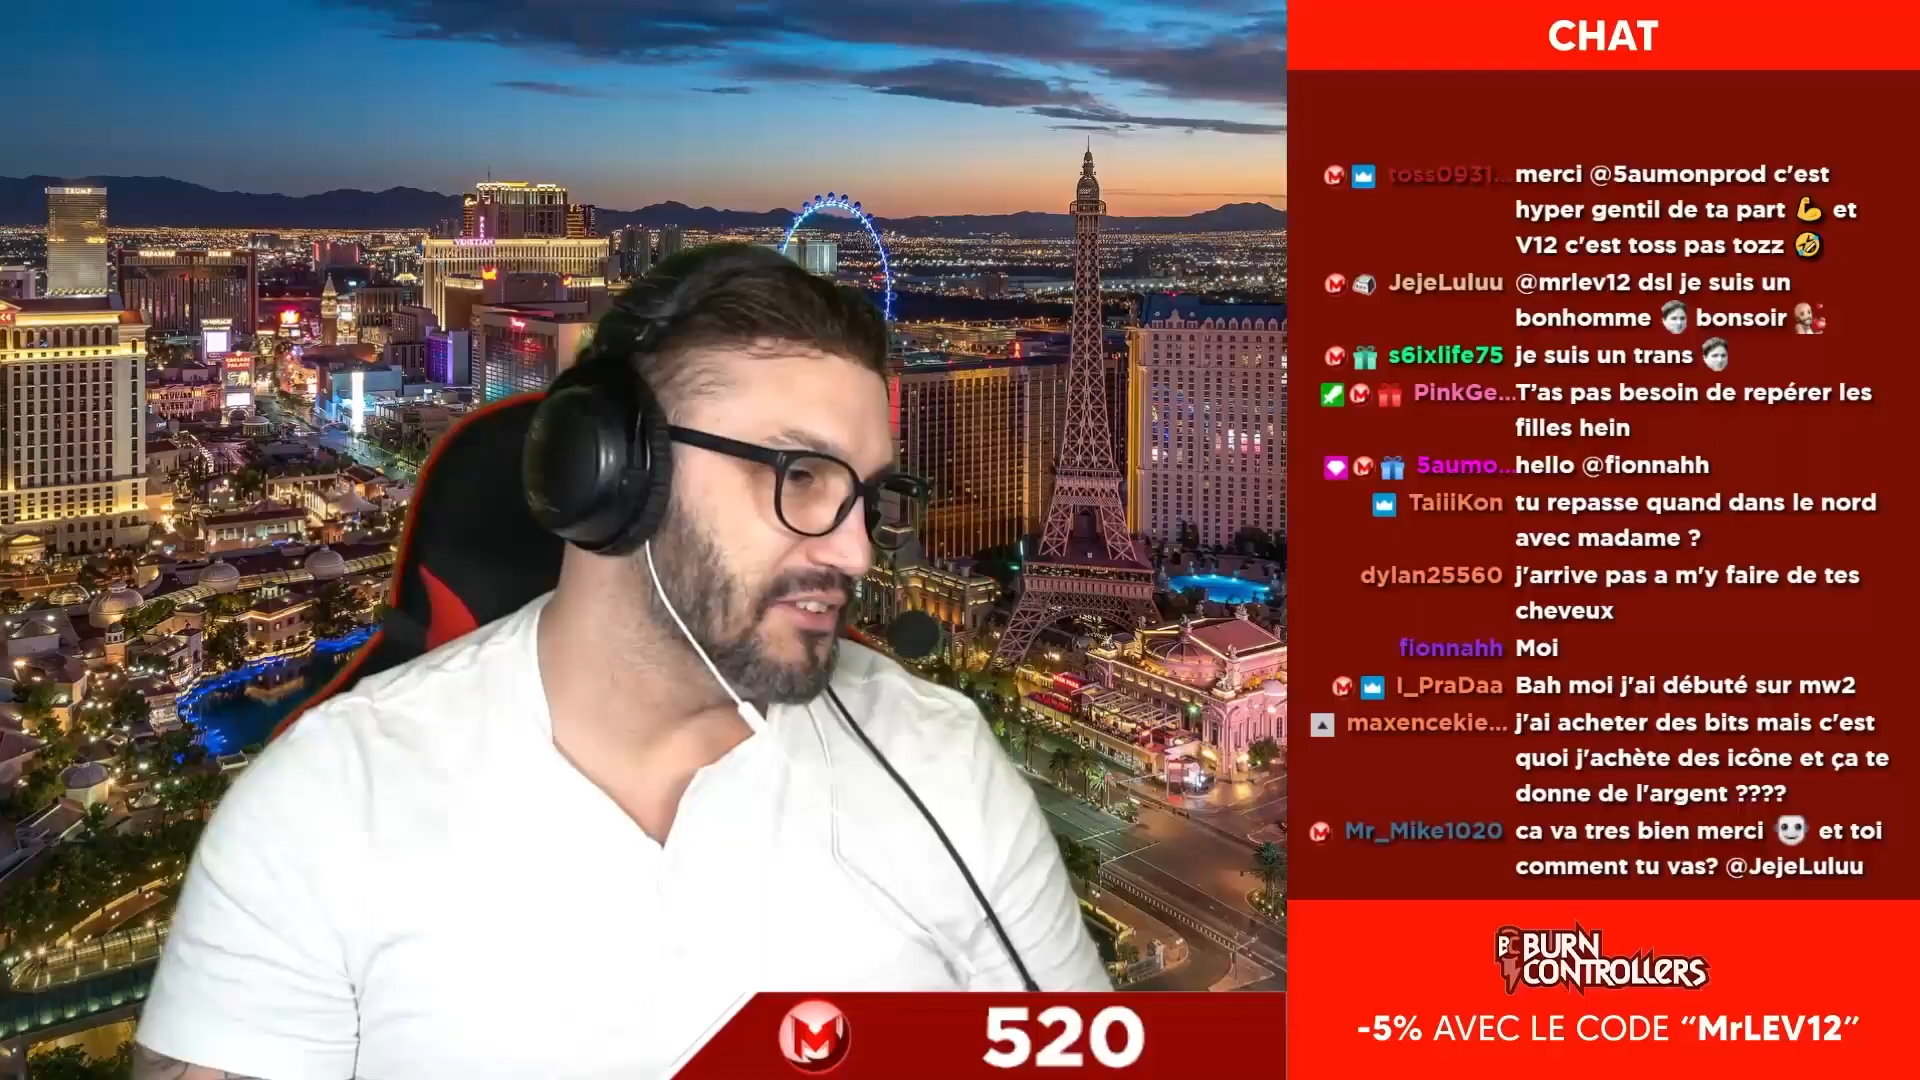 CHAT
toss0931... merci @5aumonprod c'est
hyper gentil de ta part 💪 et
V12 c'est toss pas tozz 🤣
JejeLuluu @mrlev12 dsl je suis un
bonhomme bonsoir
s6ixlife75 je suis un trans
PinkGe... T'as pas besoin de repérer les
filles hein
5aumo... hello @fionnahh
TaiiiKon tu repasse quand dans le nord
avec madame ?
dylan25560 j'arrive pas a m'y faire de tes
cheveux
fionnahh Moi
I_PraDaa Bah moi j'ai débuté sur mw2
maxencekie... j'ai acheter des bits mais c'est
quoi j'achète des icône et ça te
donne de l'argent ????
Mr_Mike1020 ca va tres bien merci et toi
comment tu vas? @JejeLuluu
BC BURN
CONTROLLERS
-5% AVEC LE CODE “MrLEV12”
M 520
TRUMP
VENETIAN